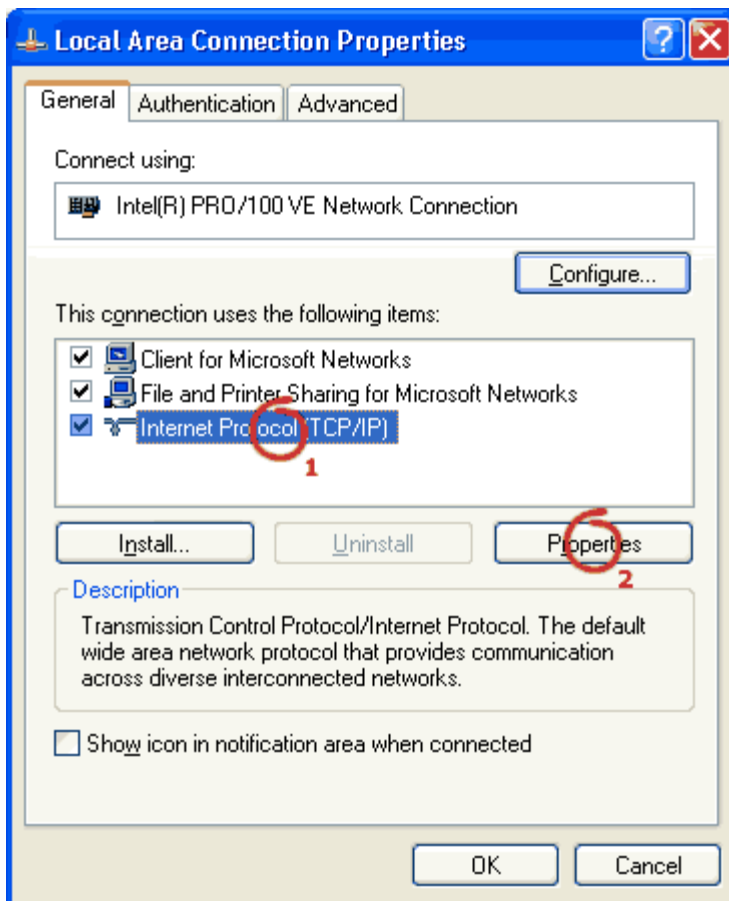 Local Area Connection Properties
General Authentication Advanced
Connect using:
Intel(R) PRO/100 VE Network Connection
Configure...
This connection uses the following items:
Client for Microsoft Networks
File and Printer Sharing for Microsoft Networks
Internet Protocol (TCP/IP)
1
Install... Uninstall Properties
2
Description
Transmission Control Protocol/Internet Protocol. The default
wide area network protocol that provides communication
across diverse interconnected networks.
Show icon in notification area when connected
OK Cancel